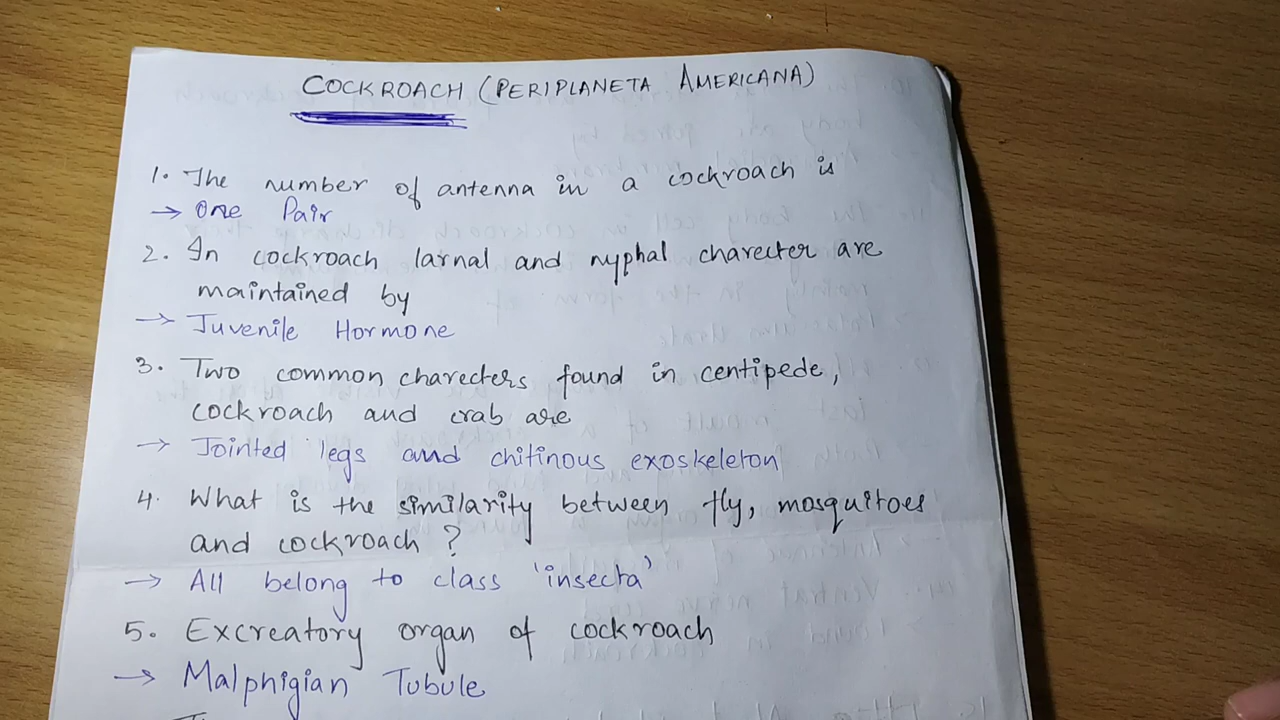 COCKROACH (PERIPLANETA AMERICANA)
1. The number of antenna in a cockroach is
→ One Pair
2. In cockroach larnal and nyphal charecter are
maintained by
→ Juvenile Hormone
3. Two common charecters found in centipede,
cockroach and crab are
→ Jointed legs and chitinous exoskeleton
4. What is the similarity between fly, mosquitoes
and cockroach ?
→ All belong to class 'insecta'
5. Excreatory organ of cockroach
→ Malphigian Tubule